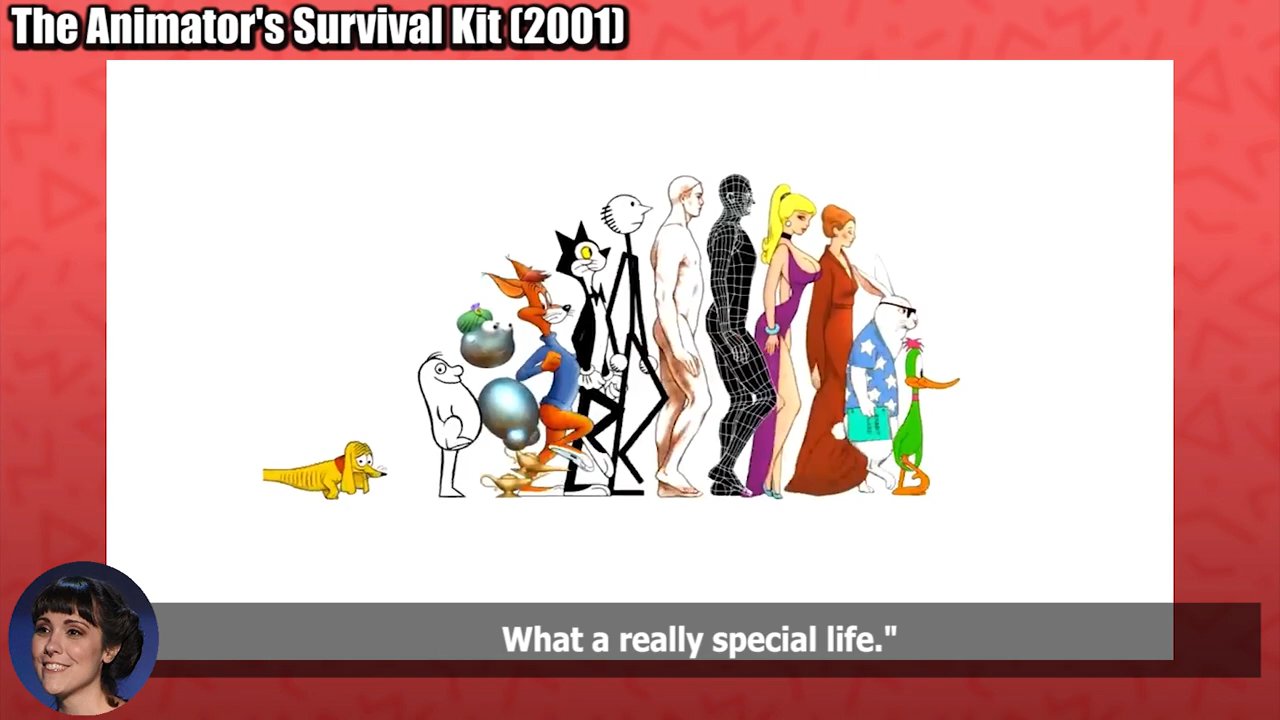 The Animator's Survival Kit (2001)
What a really special life."